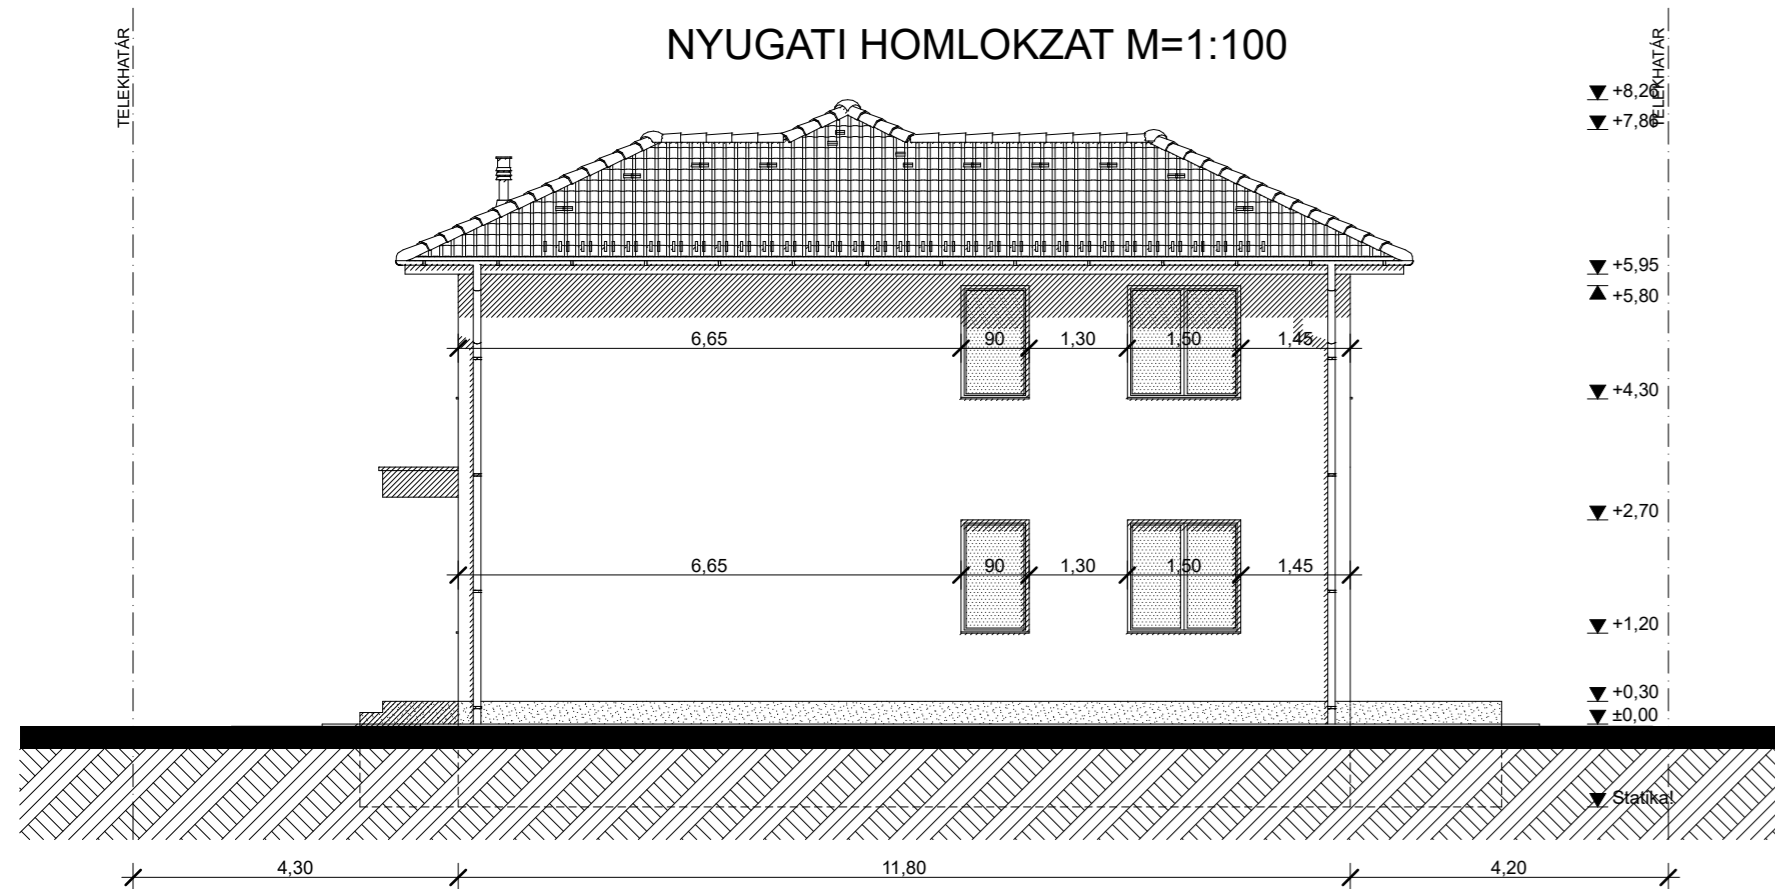 NYUGATI HOMLOKZAT M=1:100
TELEKHATÁR
TELEKHATÁR
+8,26
+7,86
+5,95
+5,80
6,65 90 1,30 1,50 1,45
+4,30
+2,70
6,65 90 1,30 1,50 1,45
+1,20
+0,30
±0,00
Statika!
4,30 11,80 4,20